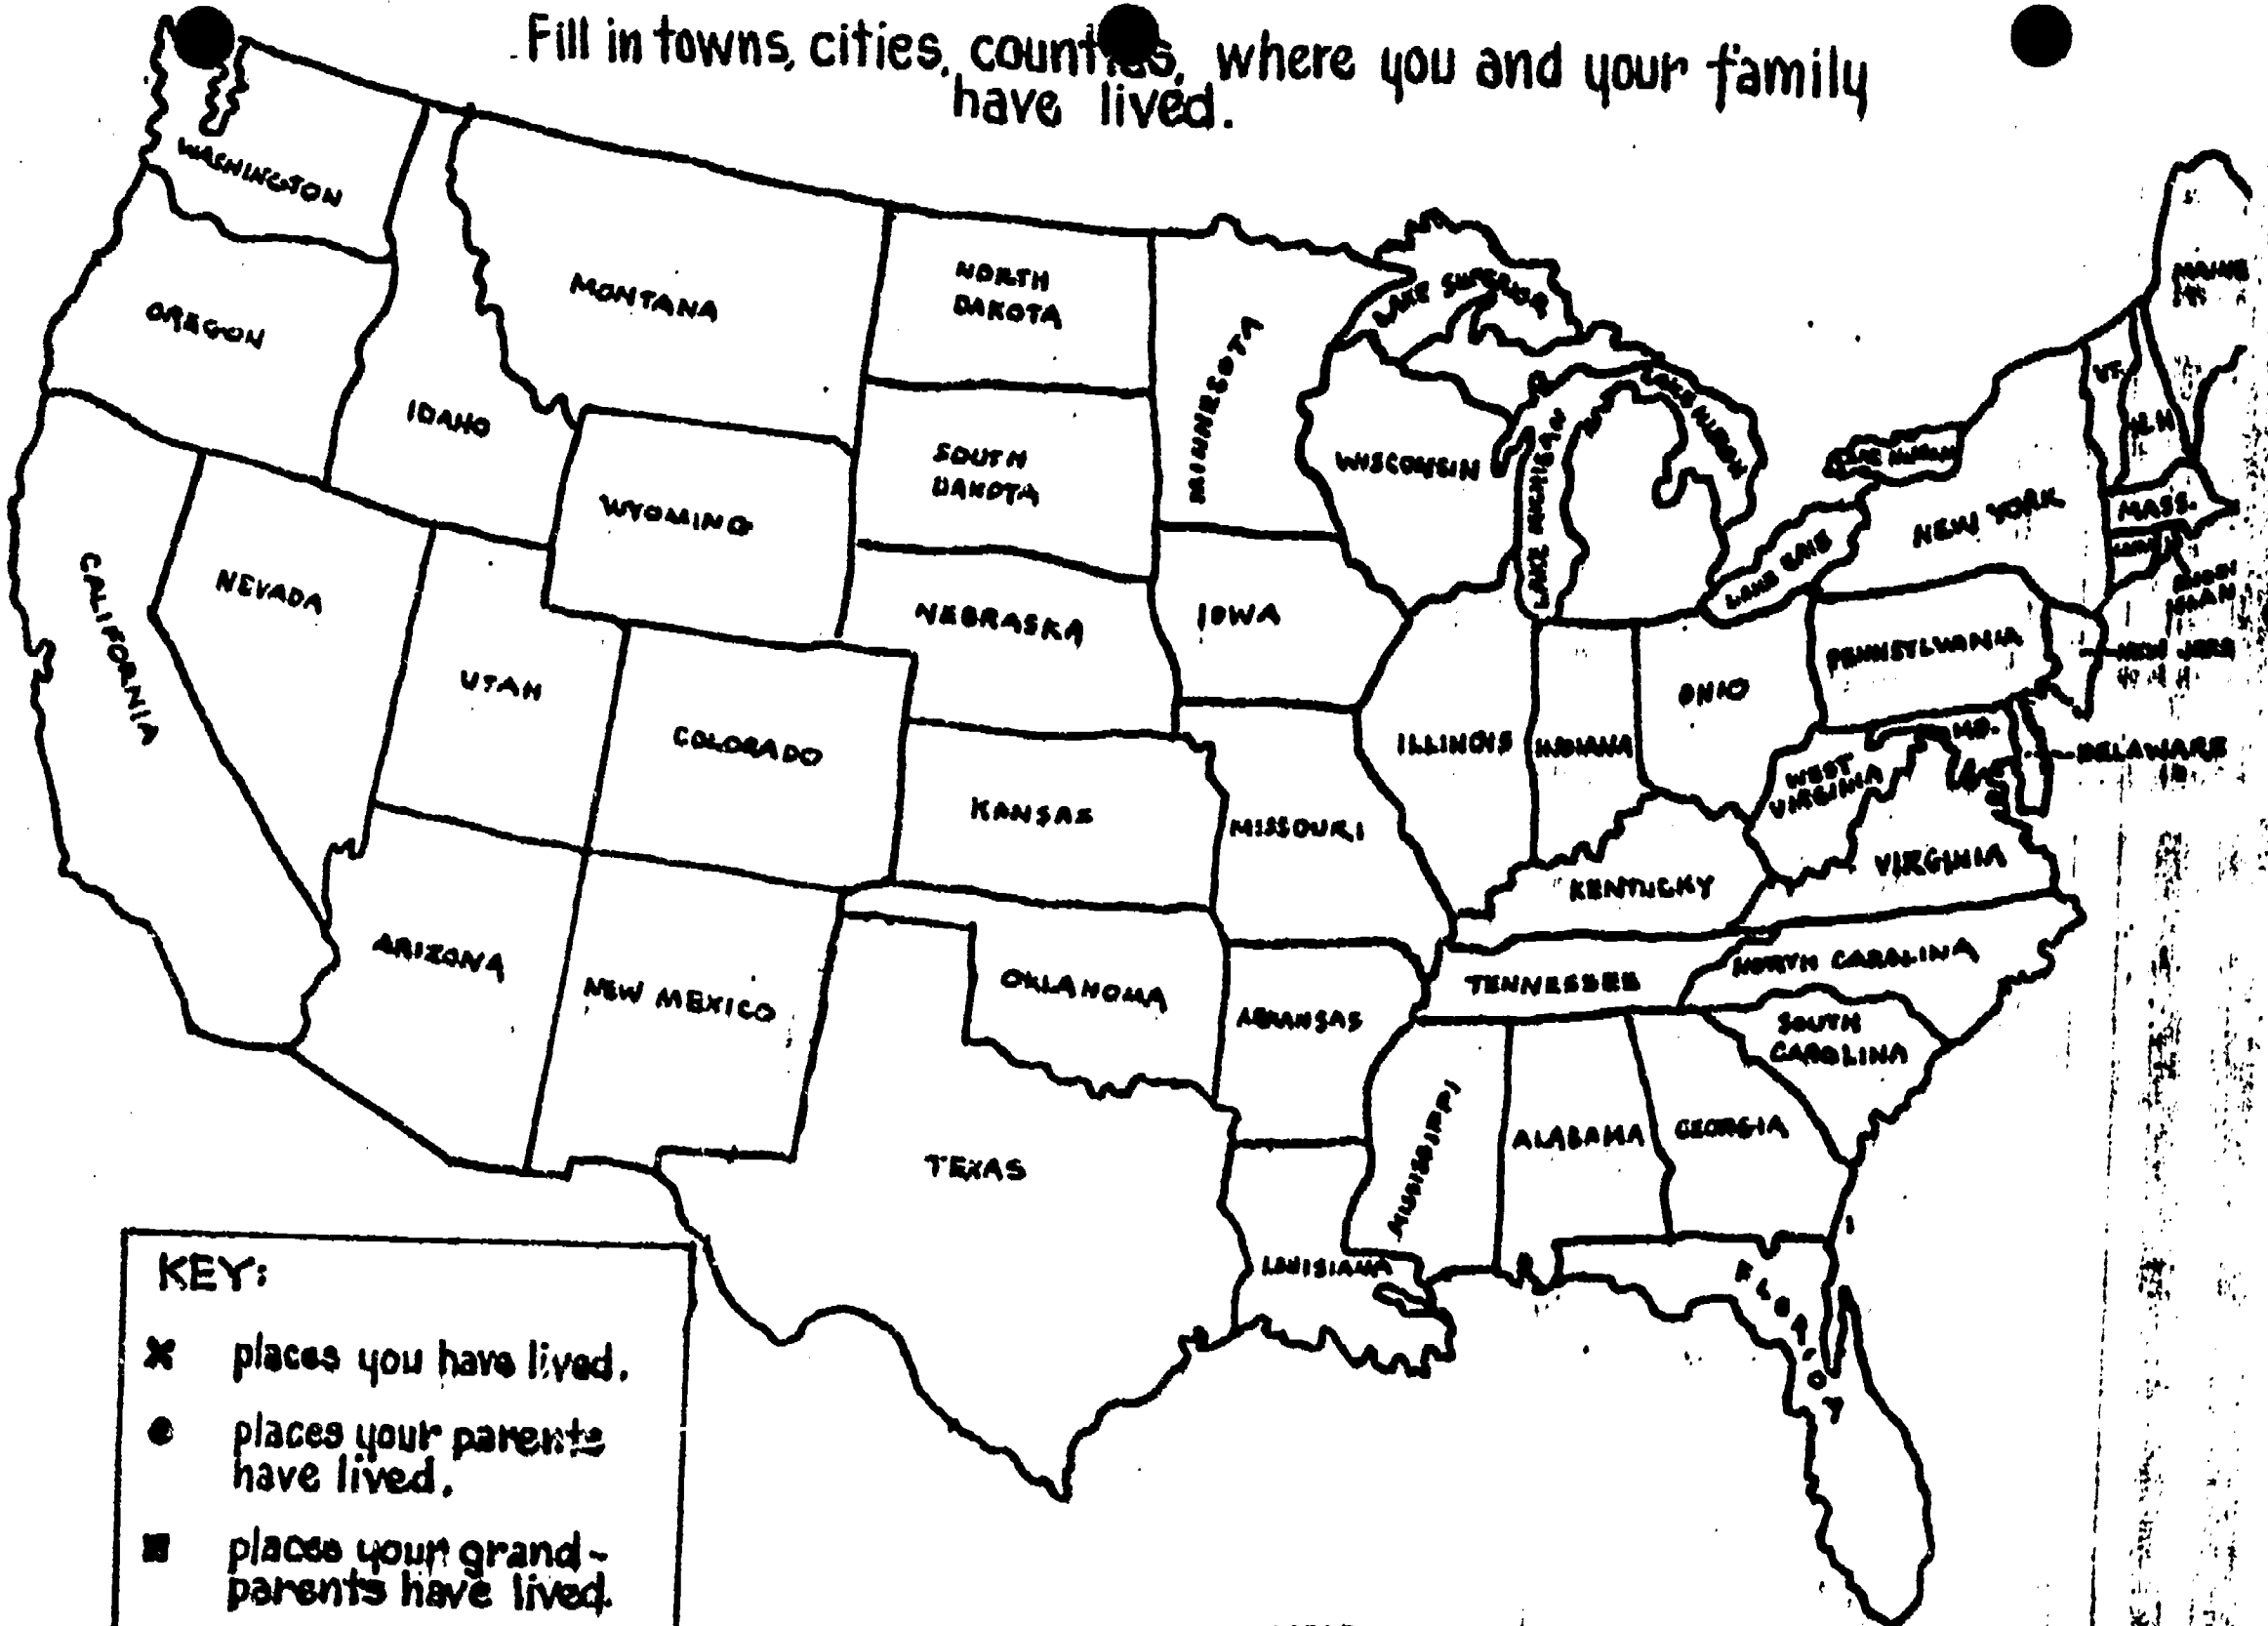 Fill in towns, cities, counties, where you and your family
have lived.
WASHINGTON
OREGON
CALIFORNIA
IDAHO
NEVADA
MONTANA
WYOMING
UTAH
COLORADO
ARIZONA
NEW MEXICO
NORTH
DAKOTA
SOUTH
DAKOTA
NEBRASKA
KANSAS
OKLAHOMA
TEXAS
MINNESOTA
IOWA
MISSOURI
ARKANSAS
LOUISIANA
WISCONSIN
LAKE SUPERIOR
LAKE MICHIGAN
LAKE HURON
ILLINOIS
INDIANA
OHIO
KENTUCKY
TENNESSEE
MISSISSIPPI
ALABAMA
GEORGIA
FLORIDA
SOUTH
CAROLINA
NORTH CAROLINA
VIRGINIA
WEST
VIRGINIA
MD.
DELAWARE
PENNSYLVANIA
LAKE ERIE
NEW YORK
VT.
N.H
MAINE
MASS.
KEY:
places you have lived.
places your parents
have lived.
places your grand-
parents have lived.